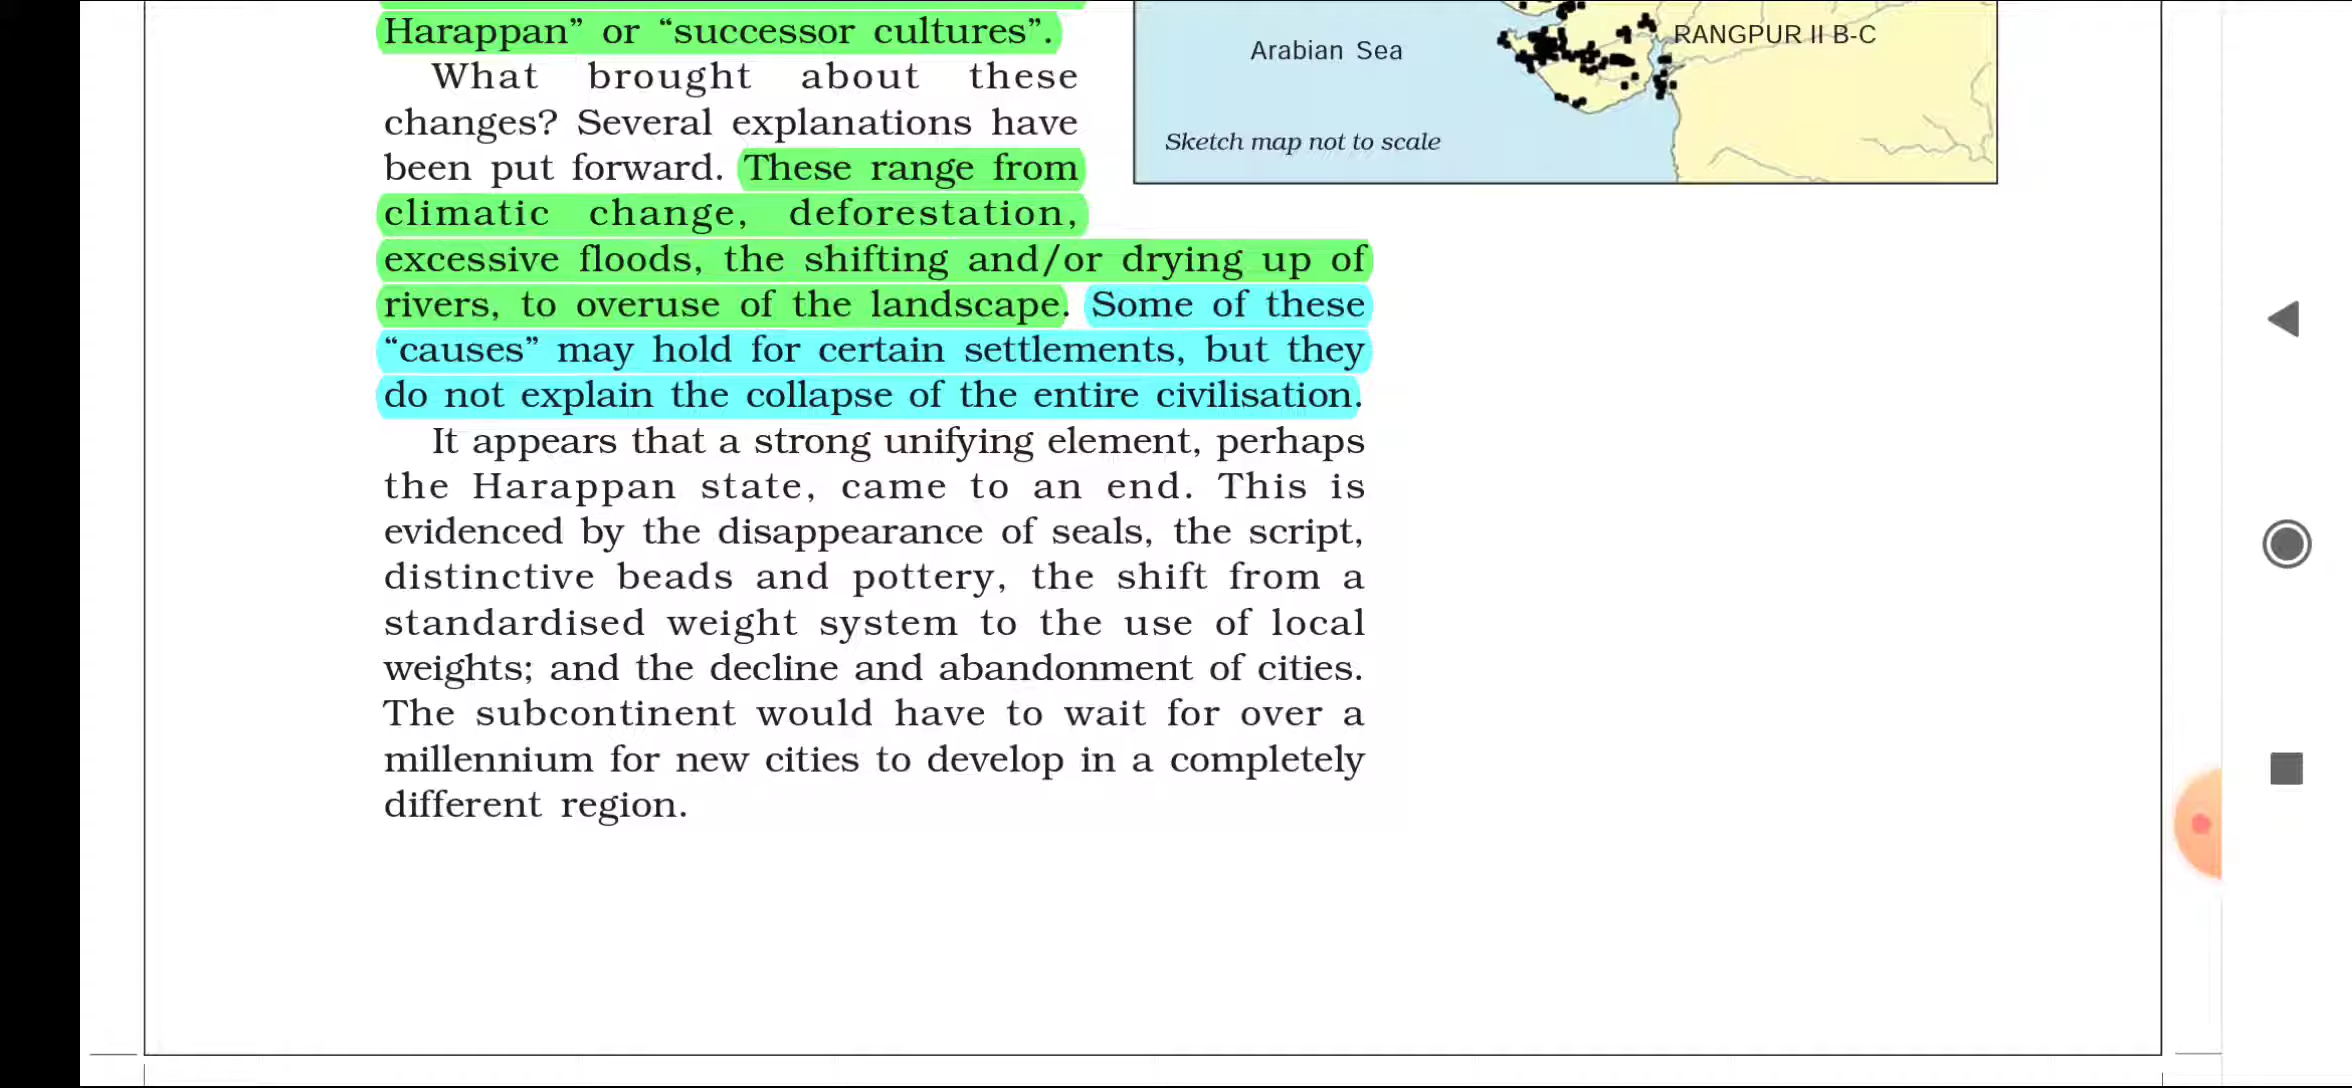 Harappan” or “successor cultures”.
What brought about these
changes? Several explanations have
been put forward. These range from
climatic change, deforestation,
excessive floods, the shifting and/or drying up of
rivers, to overuse of the landscape. Some of these
“causes” may hold for certain settlements, but they
do not explain the collapse of the entire civilisation.
It appears that a strong unifying element, perhaps
the Harappan state, came to an end. This is
evidenced by the disappearance of seals, the script,
distinctive beads and pottery, the shift from a
standardised weight system to the use of local
weights; and the decline and abandonment of cities.
The subcontinent would have to wait for over a
millennium for new cities to develop in a completely
different region.
RANGPUR II B-C
Arabian Sea
Sketch map not to scale